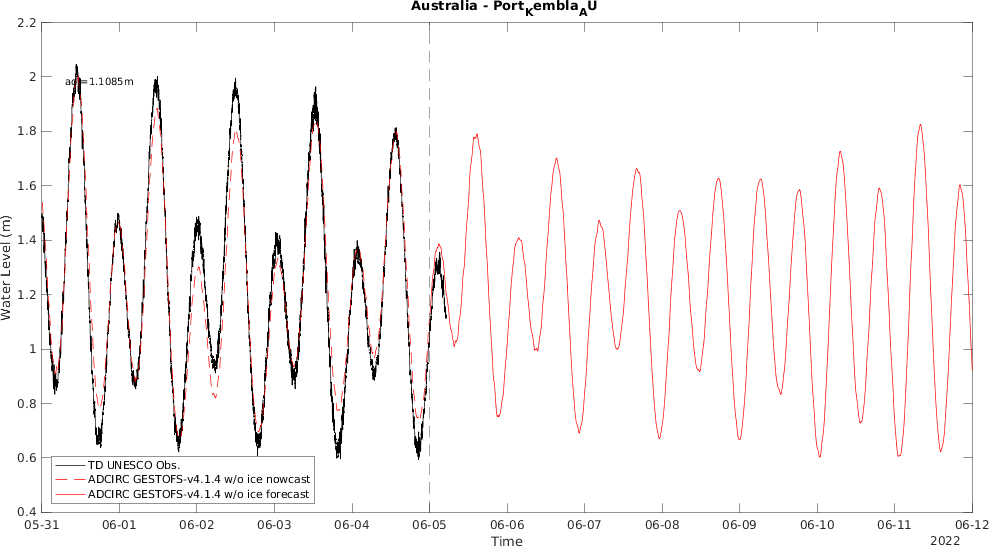 Australia - PortKemblaAU
2.2
2
1.8
1.6
1.4
1.2
1
0.8
0.6
0.4
Water Level (m)
=1.1085m
TD UNESCO Obs.
ADCIRC GESTOFS-v4.1.4 w/o ice nowcast
ADCIRC GESTOFS-v4.1.4 w/o ice forecast
05-31 06-01 06-02 06-03 06-04 06-05 06-06 06-07 06-08 06-09 06-10 06-11 06-12
Time
2022